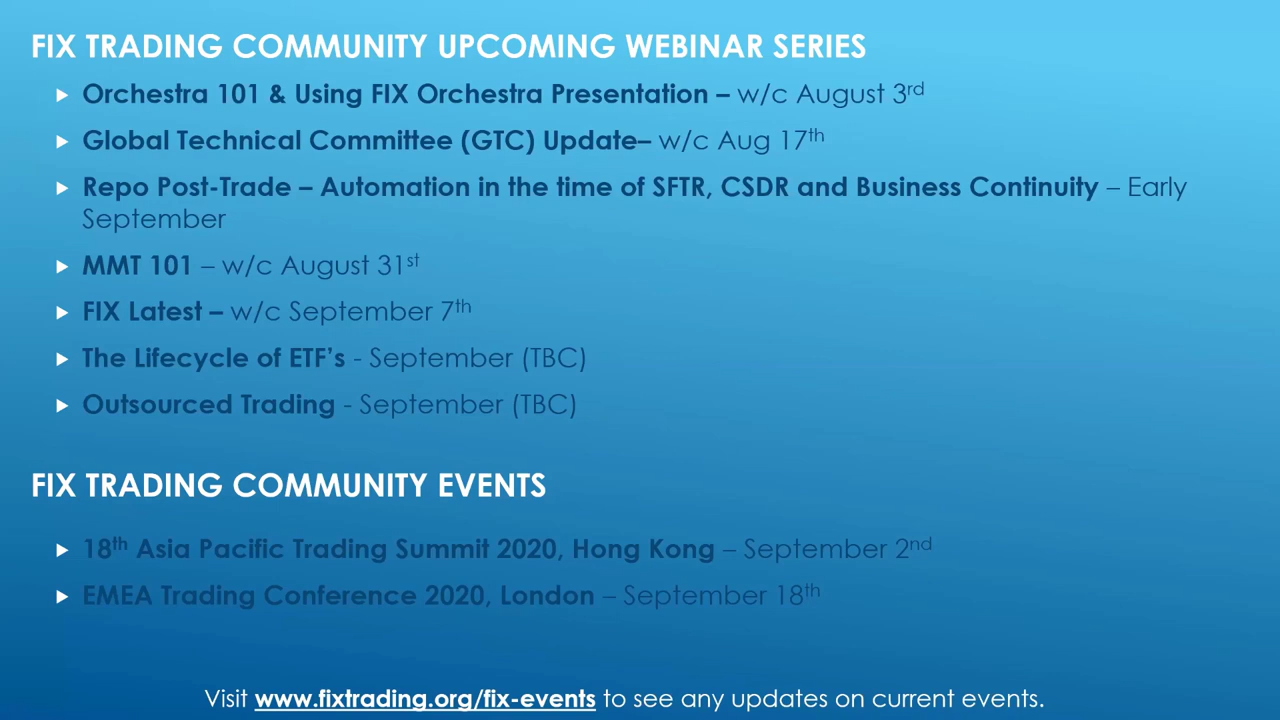 FIX TRADING COMMUNITY UPCOMING WEBINAR SERIES
Orchestra 101 & Using FIX Orchestra Presentation – w/c August 3rd
Global Technical Committee (GTC) Update– w/c Aug 17th
Repo Post-Trade – Automation in the time of SFTR, CSDR and Business Continuity – Early
September
MMT 101 – w/c August 31st
FIX Latest – w/c September 7th
The Lifecycle of ETF’s - September (TBC)
Outsourced Trading - September (TBC)
FIX TRADING COMMUNITY EVENTS
18th Asia Pacific Trading Summit 2020, Hong Kong – September 2nd
EMEA Trading Conference 2020, London – September 18th
Visit www.fixtrading.org/fix-events to see any updates on current events.